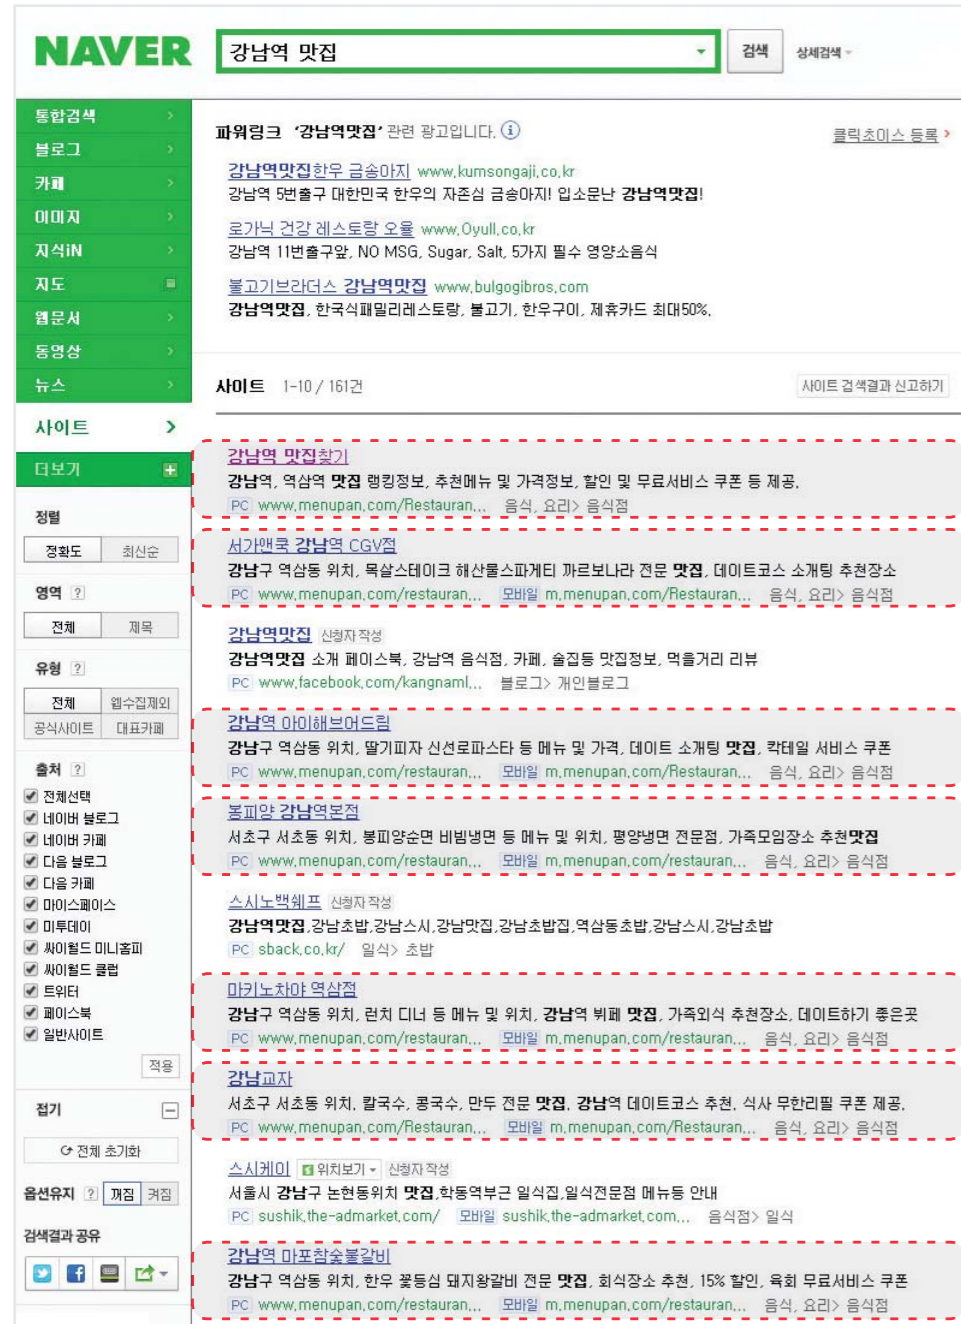 NAVER
강남역 맛집
검색
상세검색
통합검색
블로그
카페
이미지
지식iN
지도
웹문서
동영상
뉴스
사이트
더보기
정렬
정확도 최신순
영역 ?
전체 제목
유형 ?
전체 웹수집제외
공식사이트 대표카페
출처 ?
전체선택
네이버 블로그
네이버 카페
다음 블로그
다음 카페
마이스페이스
미투데이
싸이월드 미니홈피
싸이월드 클럽
트위터
페이스북
일반사이트
적용
접기
전체 초기화
옵션유지 ? 꺼짐 켜짐
검색결과 공유
파워링크 '강남역맛집' 관련 광고입니다. i
클릭초이스 등록
강남역맛집한우 금송아지 www.kumsongaji.co.kr
강남역 5번출구 대한민국 한우의 자존심 금송아지! 입소문난 강남역맛집!
로가닉 건강 레스토랑 오율 www.Oyull.co.kr
강남역 11번출구앞, NO MSG, Sugar, Salt, 5가지 필수 영양소음식
불고기브라더스 강남역맛집 www.bulgogibros.com
강남역맛집, 한국식패밀리레스토랑, 불고기, 한우구이, 제휴카드 최대50%.
사이트 1-10 / 161건
사이트 검색결과 신고하기
강남역 맛집찾기
강남역, 역삼역 맛집 랭킹정보, 추천메뉴 및 가격정보, 할인 및 무료서비스 쿠폰 등 제공.
PC www.menupan.com/Restauran... 음식, 요리> 음식점
서가앤쿡 강남역 CGV점
강남구 역삼동 위치, 목살스테이크 해산물스파게티 까르보나라 전문 맛집, 데이트코스 소개팅 추천장소
PC www.menupan.com/restauran... 모바일 m.menupan.com/Restauran... 음식, 요리> 음식점
강남역맛집 신청자 작성
강남역맛집 소개 페이스북, 강남역 음식점, 카페, 술집등 맛집정보, 먹을거리 리뷰
PC www.facebook.com/kangnaml... 블로그> 개인블로그
강남역 아이해브어드림
강남구 역삼동 위치, 딸기피자 신선로파스타 등 메뉴 및 가격, 데이트 소개팅 맛집, 칵테일 서비스 쿠폰
PC www.menupan.com/restauran... 모바일 m.menupan.com/Restauran... 음식, 요리> 음식점
봉피양 강남역본점
서초구 서초동 위치, 봉피양순면 비빔냉면 등 메뉴 및 위치, 평양냉면 전문점, 가족모임장소 추천맛집
PC www.menupan.com/restauran... 모바일 m.menupan.com/restauran... 음식, 요리> 음식점
스시노백쉐프 신청자 작성
강남역맛집,강남초밥,강남스시,강남맛집,강남초밥집,역삼동초밥,강남스시,강남초밥
PC sback.co.kr/ 일식> 초밥
마키노차야 역삼점
강남구 역삼동 위치, 런치 디너 등 메뉴 및 위치, 강남역 뷔페 맛집, 가족외식 추천장소, 데이트하기 좋은곳
PC www.menupan.com/restauran... 모바일 m.menupan.com/restauran... 음식, 요리> 음식점
강남교자
서초구 서초동 위치, 칼국수, 콩국수, 만두 전문 맛집, 강남역 데이트코스 추천, 식사 무한리필 쿠폰 제공.
PC www.menupan.com/Restauran... 모바일 m.menupan.com/Restauran... 음식, 요리> 음식점
스시케이 위치보기 신청자 작성
서울시 강남구 논현동위치 맛집,학동역부근 일식집,일식전문점 메뉴등 안내
PC sushik.the-admarket.com/ 모바일 sushik.the-admarket.com... 음식점> 일식
강남역 마포참숯불갈비
강남구 역삼동 위치, 한우 꽃등심 돼지왕갈비 전문 맛집, 회식장소 추천, 15% 할인, 육회 무료서비스 쿠폰
PC www.menupan.com/restauran... 모바일 m.menupan.com/restauran... 음식, 요리> 음식점